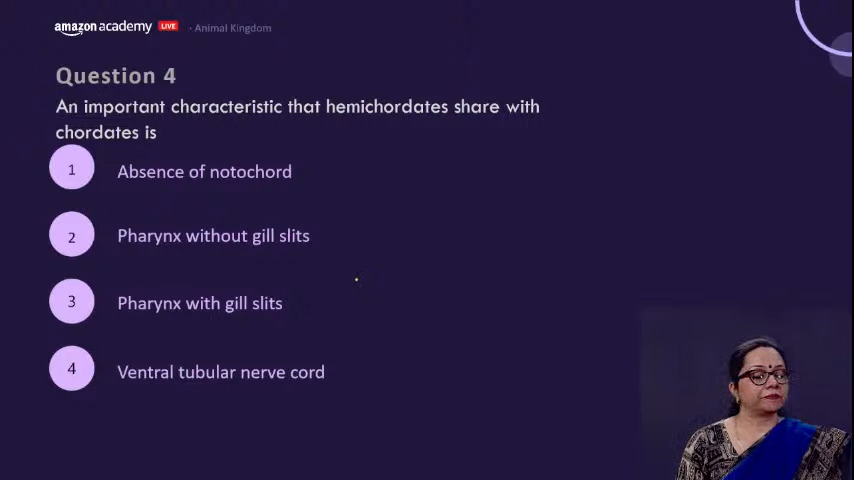 amazon academy LIVE · Animal Kingdom
Question 4
An important characteristic that hemichordates share with
chordates is
1 Absence of notochord
2 Pharynx without gill slits
3 Pharynx with gill slits
4 Ventral tubular nerve cord